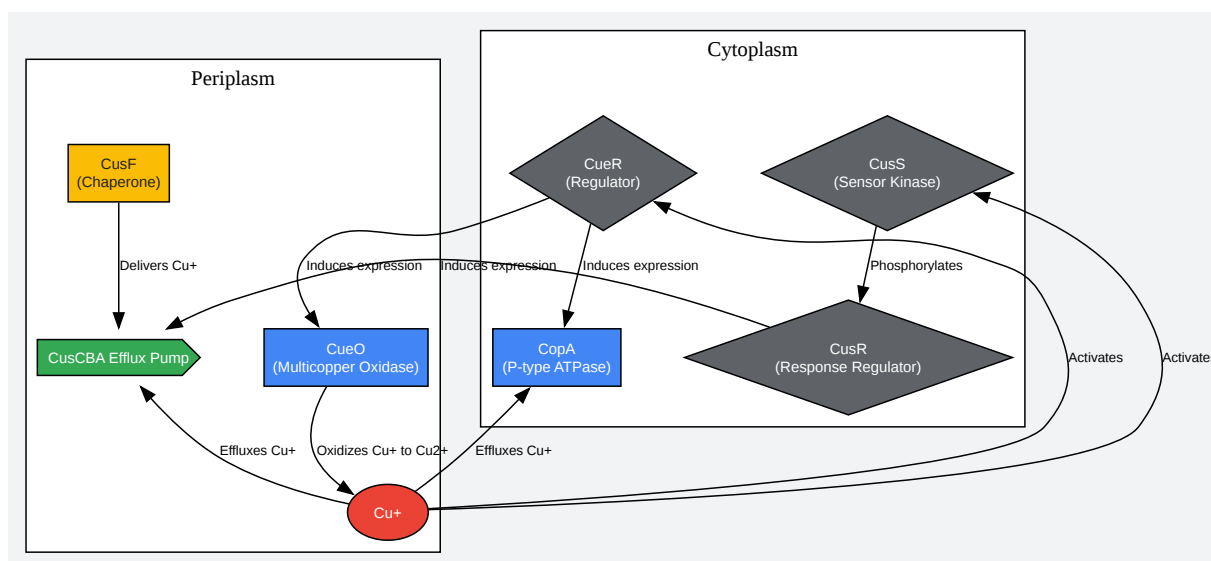 Cytoplasm
Periplasm
CusF
(Chaperone)
CueR
(Regulator)
CusS
(Sensor Kinase)
Delivers Cu+
Induces expression
Induces expression
Induces expression
Phosphorylates
CusCBA Efflux Pump
CueO
(Multicopper Oxidase)
CopA
(P-type ATPase)
CusR
(Response Regulator)
Activates
Activates
Effluxes Cu+
Oxidizes Cu+ to Cu2+
Effluxes Cu+
Cu+